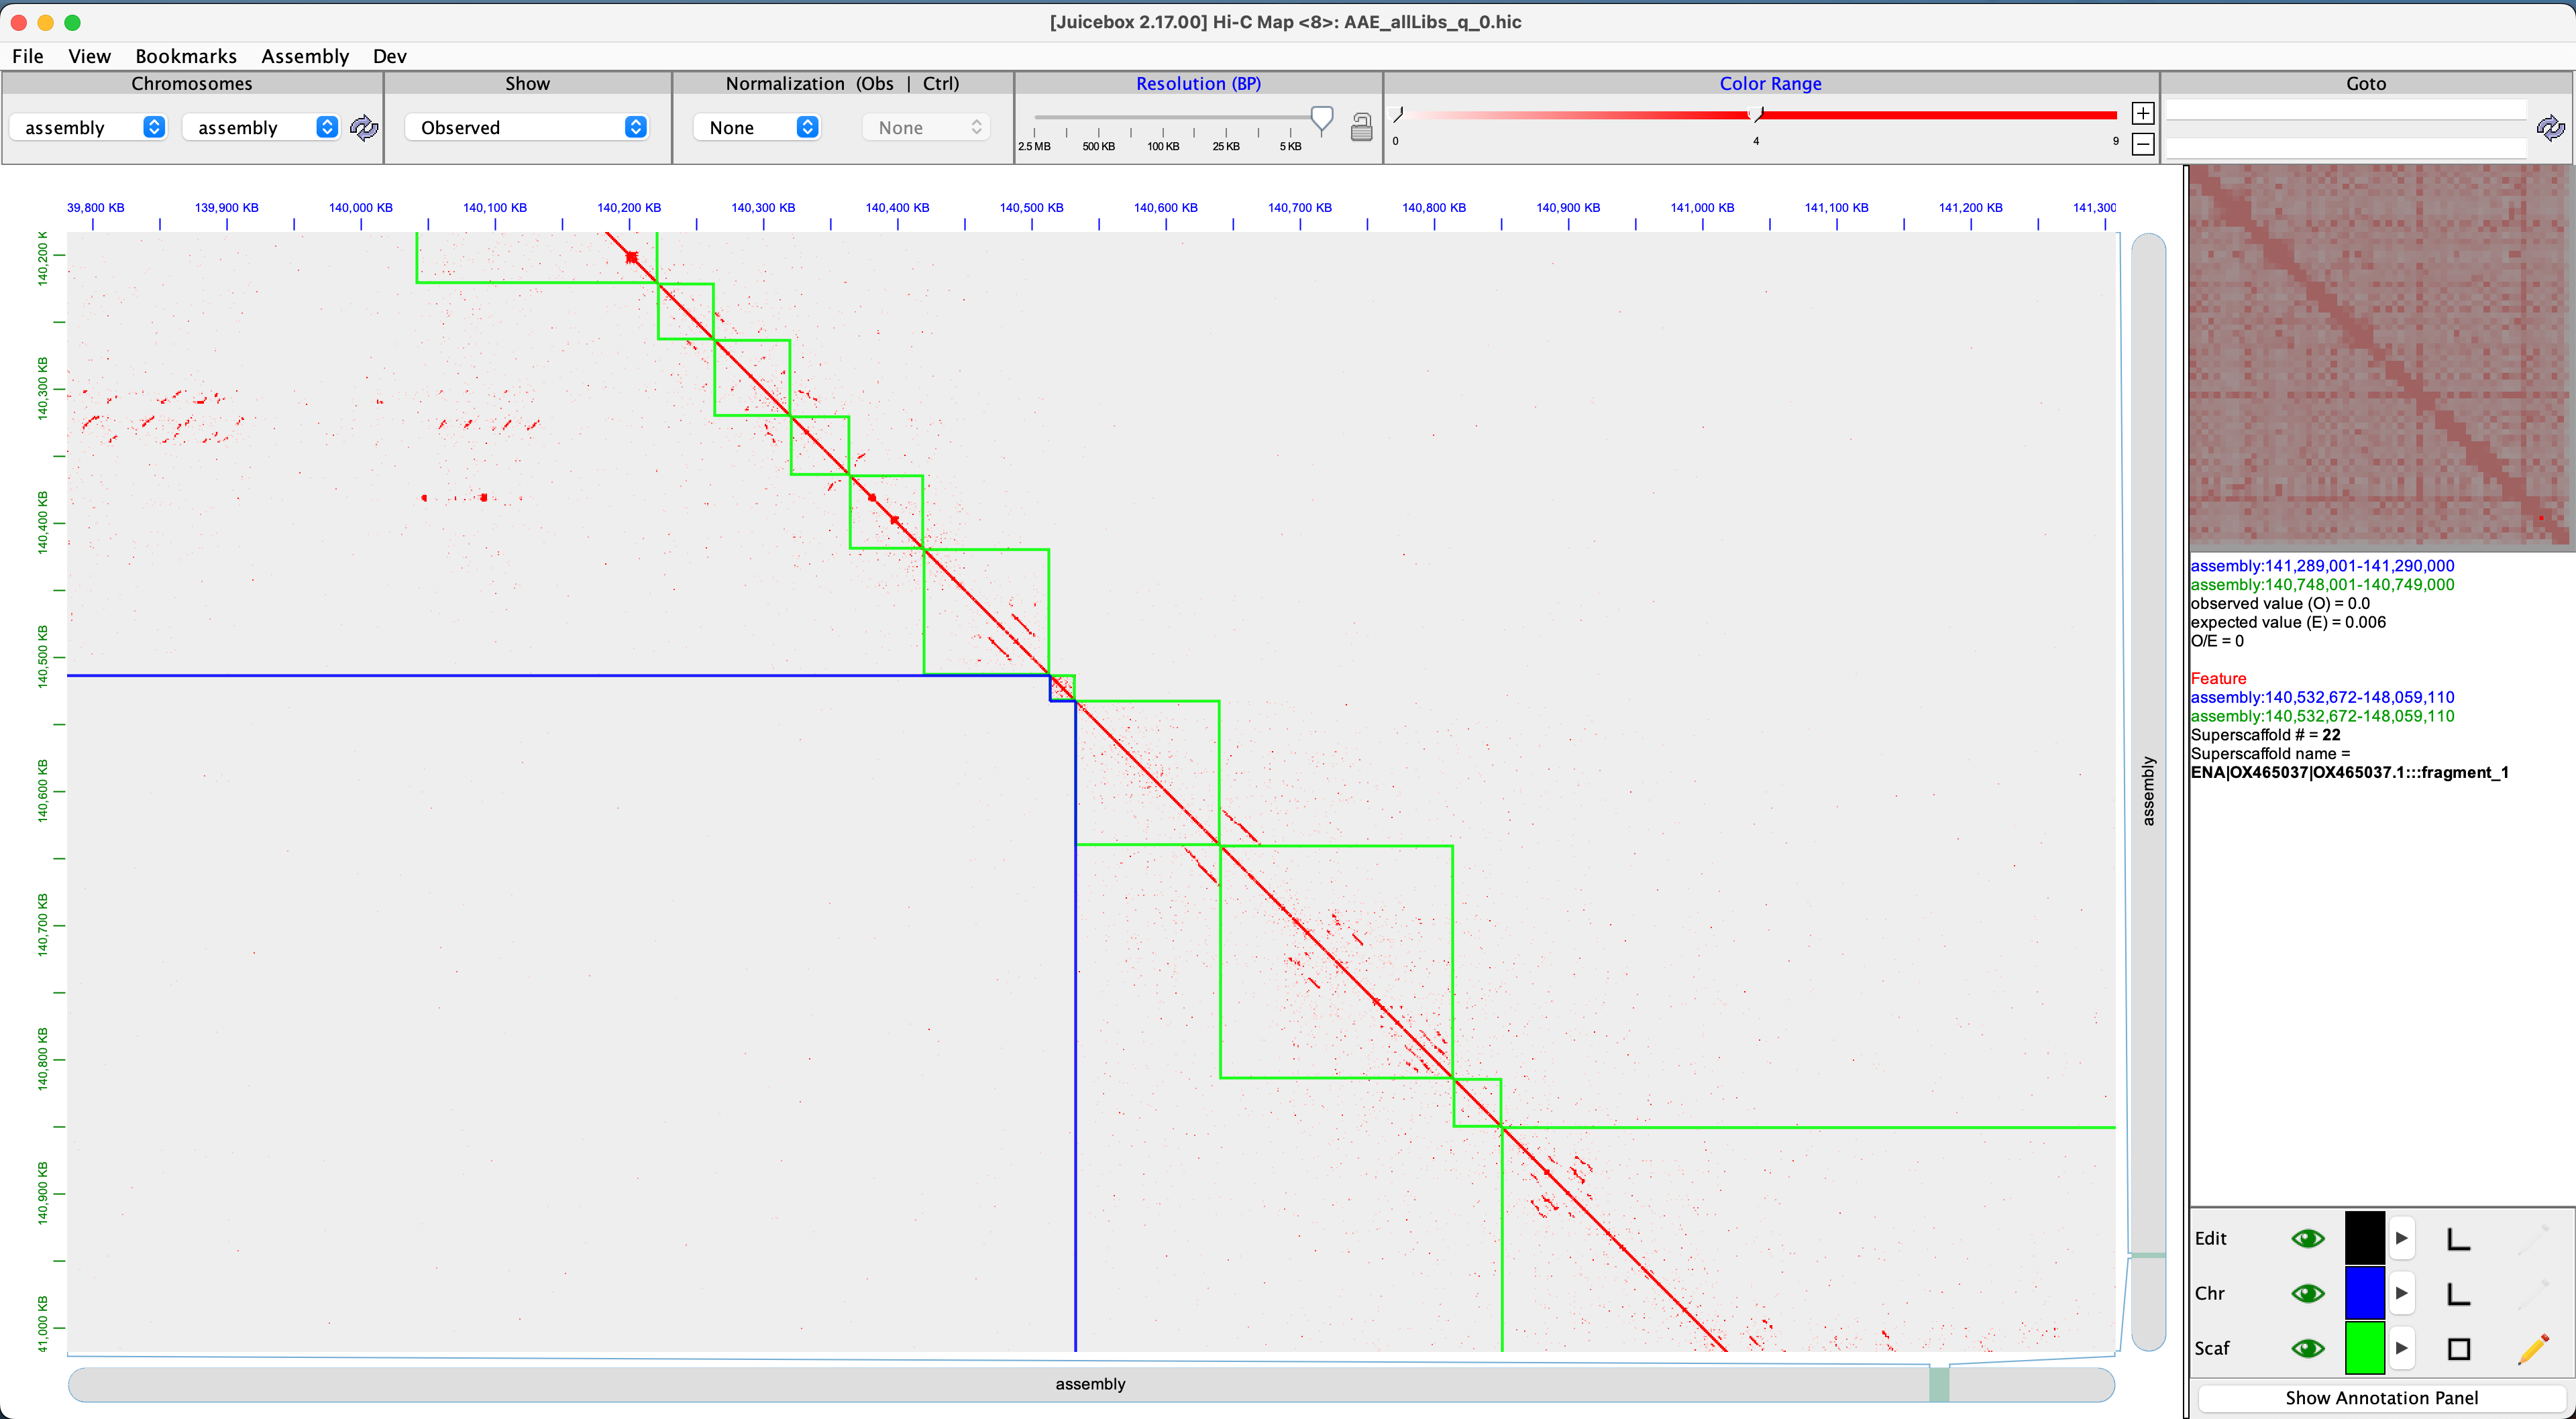 [Juicebox 2.17.00] Hi-C Map <8>: AAE_allLibs_q_0.hic
File View Bookmarks Assembly Dev
Chromosomes
Show
Normalization (Obs | Ctrl)
Resolution (BP)
Color Range
Goto
assembly
assembly
Observed
None
None
2.5 MB 500 KB 100 KB 25 KB 5 KB
0 4 9
39,800 KB 139,900 KB 140,000 KB 140,100 KB 140,200 KB 140,300 KB 140,400 KB 140,500 KB 140,600 KB 140,700 KB 140,800 KB 140,900 KB 141,000 KB 141,100 KB 141,200 KB 141,300
140,200 K
140,300 KB
140,400 KB
140,500 KB
140,600 KB
140,700 KB
140,800 KB
140,900 KB
41,000 KB
assembly
assembly
assembly:141,289,001-141,290,000
assembly:140,748,001-140,749,000
observed value (O) = 0.0
expected value (E) = 0.006
O/E = 0
Feature
assembly:140,532,672-148,059,110
assembly:140,532,672-148,059,110
Superscaffold # = 22
Superscaffold name =
ENA|OX465037|OX465037.1:::fragment_1
Edit
Chr
Scaf
Show Annotation Panel